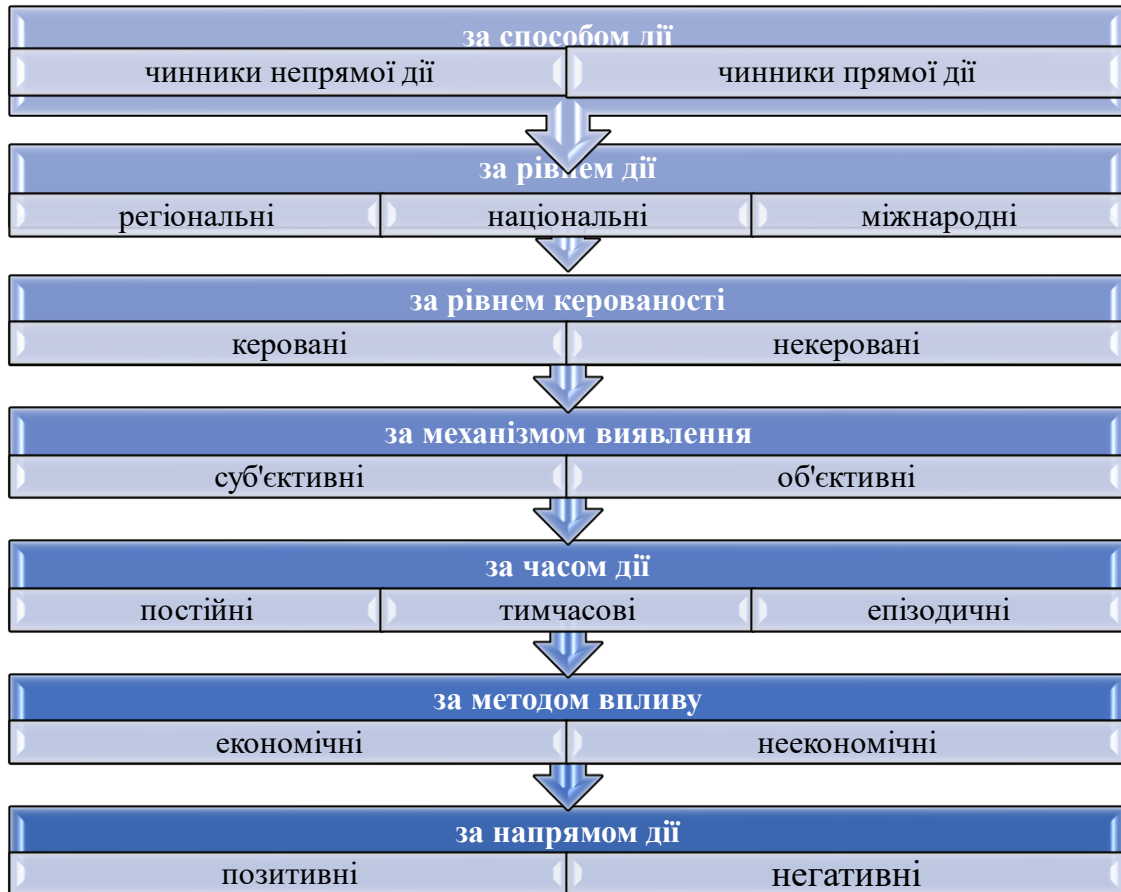 за способом дії
чинники непрямої дії чинники прямої дії
за рівнем дії
регіональні національні міжнародні
за рівнем керованості
керовані некеровані
за механізмом виявлення
суб'єктивні об'єктивні
за часом дії
постійні тимчасові епізодичні
за методом впливу
економічні неекономічні
за напрямом дії
позитивні негативні